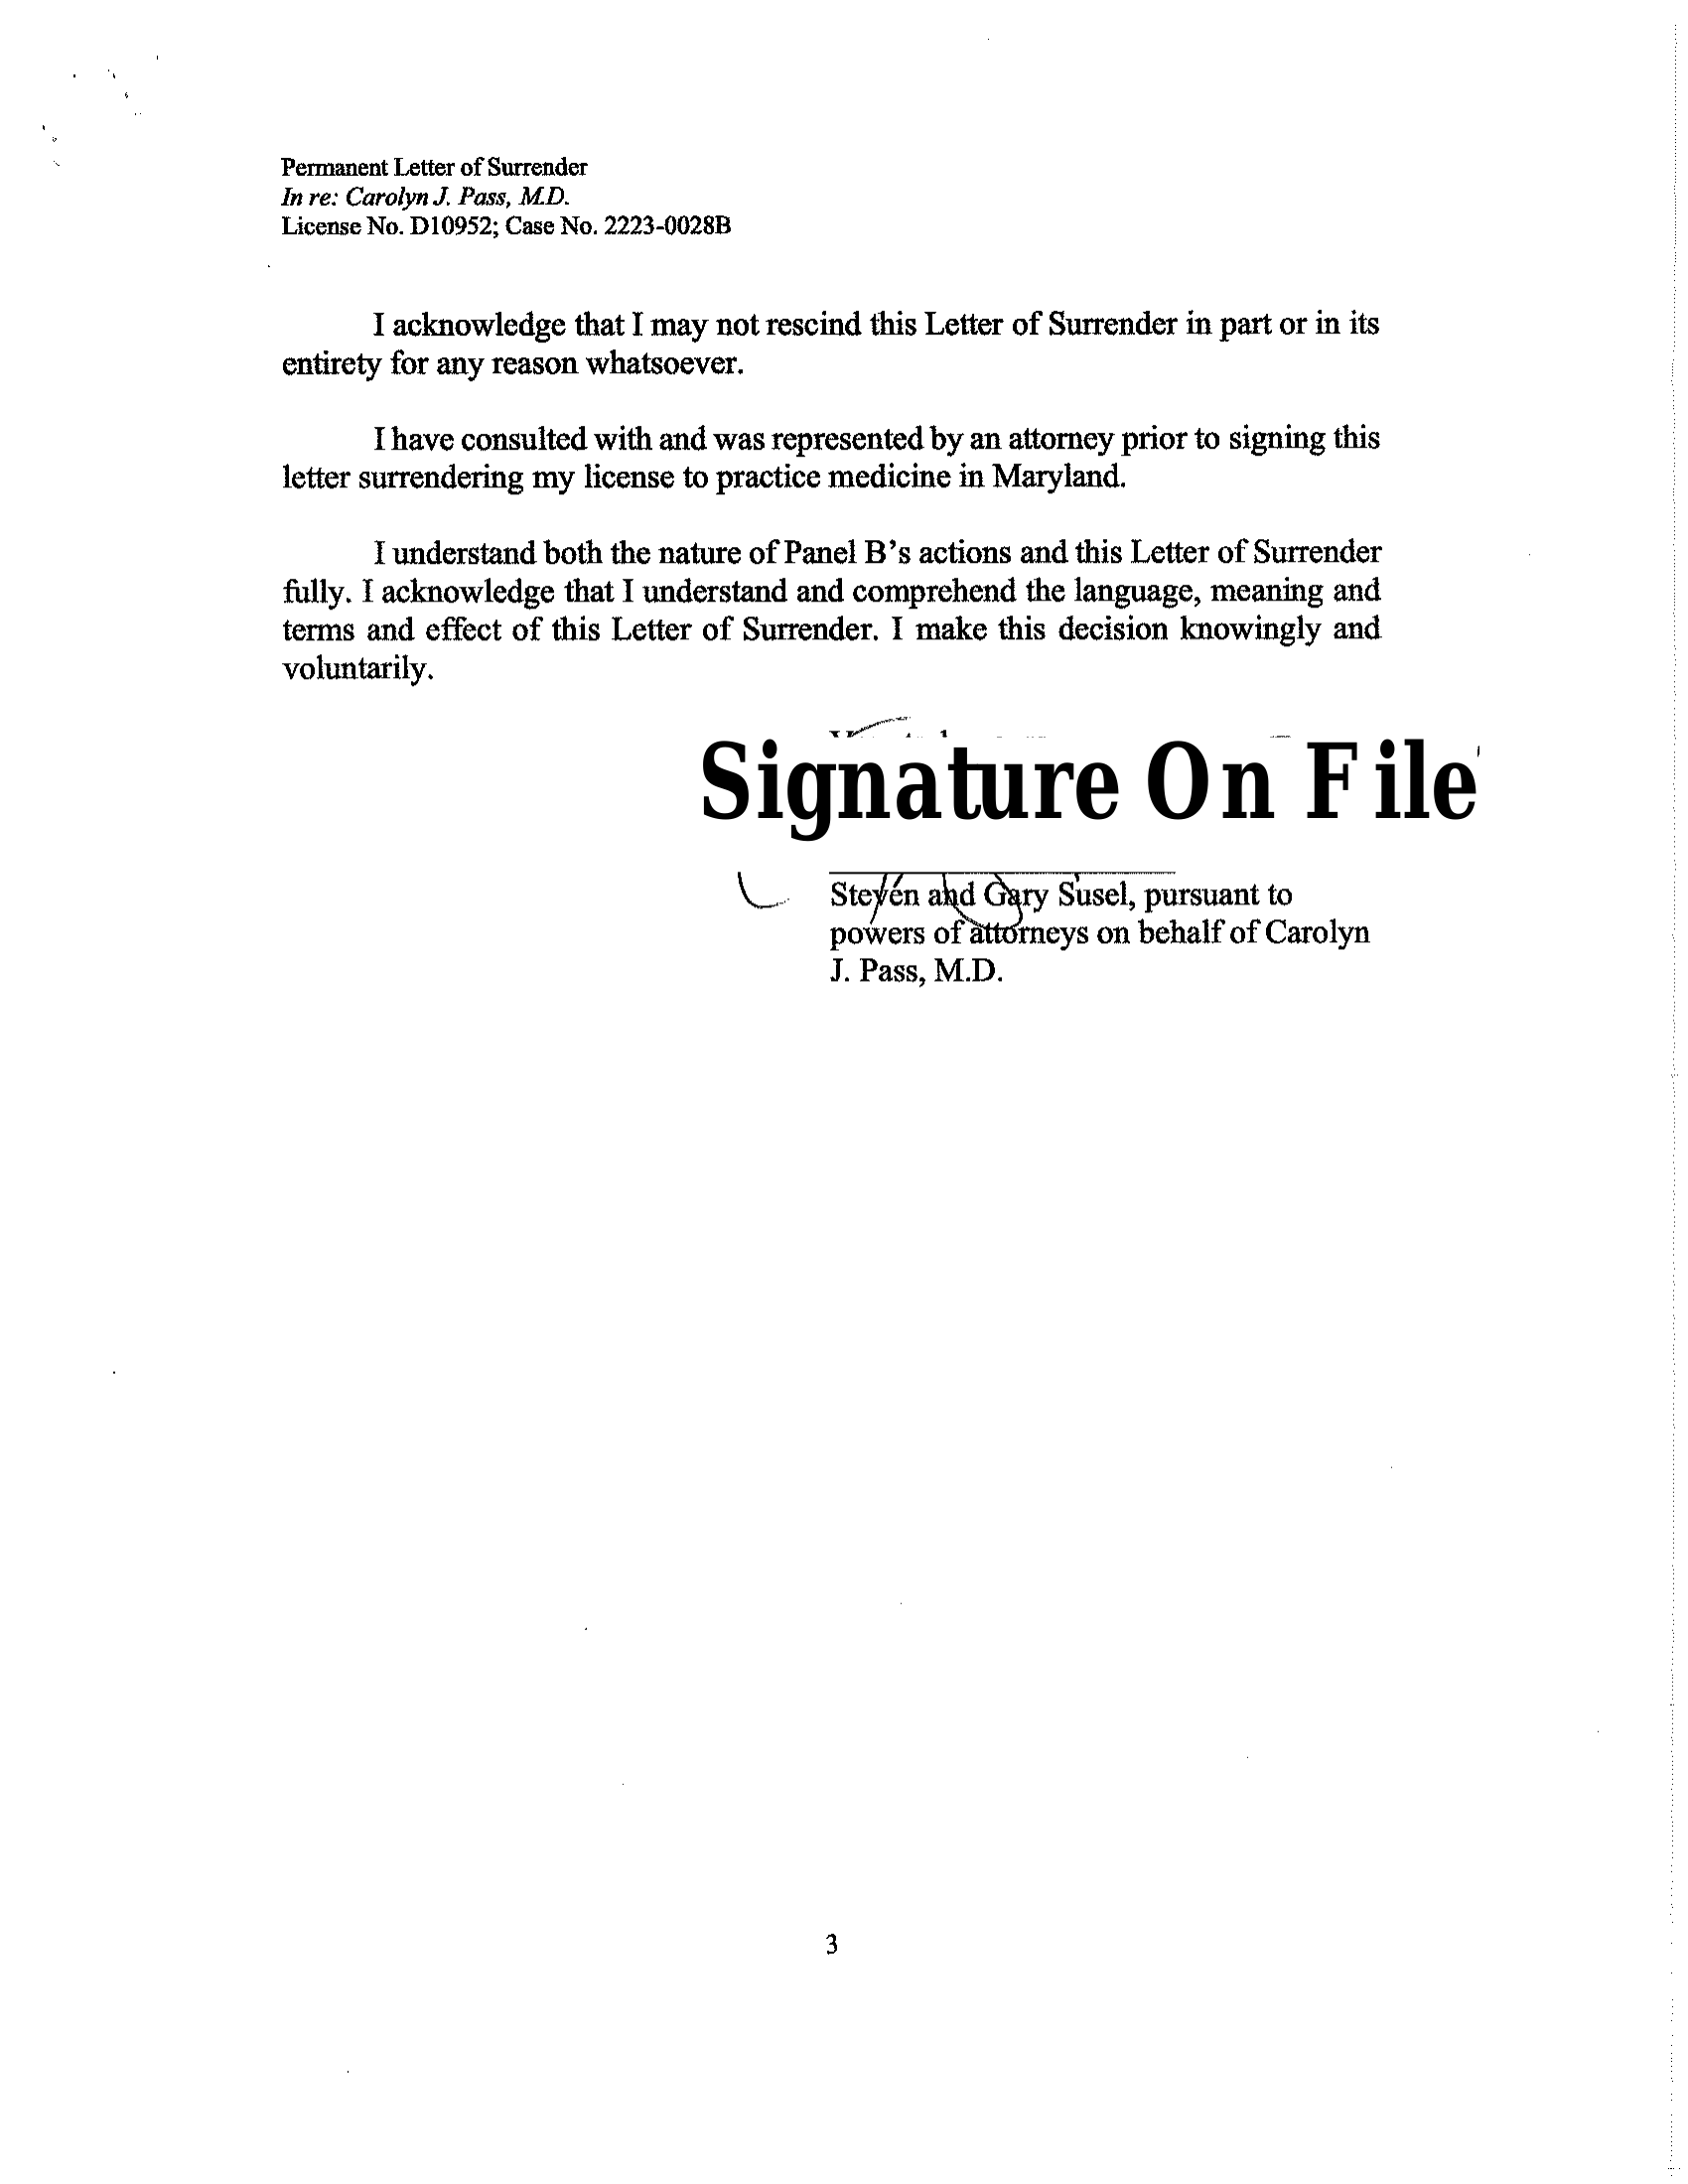 Permanent Letter of Surrender
In re: Carolyn J. Pass, M.D.
License No. D10952; Case No. 2223-0028B
I acknowledge that I may not rescind this Letter of Surrender in part or in its
entirety for any reason whatsoever.
I have consulted with and was represented by an attorney prior to signing this
letter surrendering my license to practice medicine in Maryland.
I understand both the nature of Panel B's actions and this Letter of Surrender
fully. I acknowledge that I understand and comprehend the language, meaning and
terms and effect of this Letter of Surrender. I make this decision knowingly and
voluntarily.
Signature On File
Steven and Gary Susel, pursuant to
powers of attorneys on behalf of Carolyn
J. Pass, M.D.
3